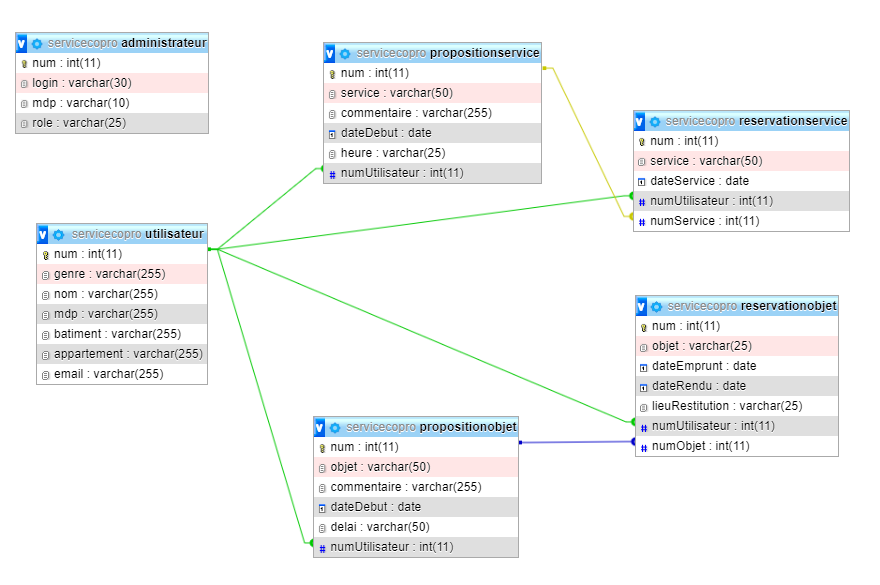 servicecopro administrateur
num : int(11)
login : varchar(30)
mdp : varchar(10)
role : varchar(25)
servicecopro propositionservice
num : int(11)
service : varchar(50)
commentaire : varchar(255)
dateDebut : date
heure : varchar(25)
numUtilisateur : int(11)
servicecopro reservationservice
num : int(11)
service : varchar(50)
dateService : date
numUtilisateur : int(11)
numService : int(11)
servicecopro utilisateur
num : int(11)
genre : varchar(255)
nom : varchar(255)
mdp : varchar(255)
batiment : varchar(255)
appartement : varchar(255)
email : varchar(255)
servicecopro reservationobjet
num : int(11)
objet : varchar(25)
dateEmprunt : date
dateRendu : date
lieuRestitution : varchar(25)
numUtilisateur : int(11)
numObjet : int(11)
servicecopro propositionobjet
num : int(11)
objet : varchar(50)
commentaire : varchar(255)
dateDebut : date
delai : varchar(50)
numUtilisateur : int(11)